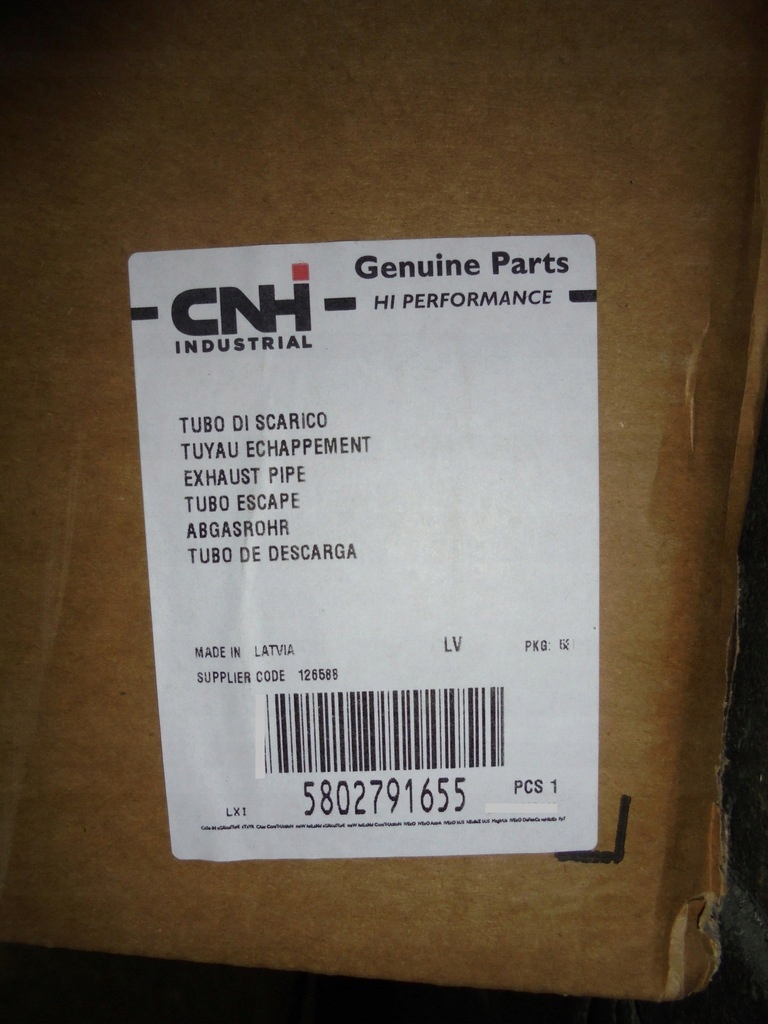 CNH
INDUSTRIAL
Genuine Parts
HI PERFORMANCE
TUBO DI SCARICO
TUYAU ECHAPPEMENT
EXHAUST PIPE
TUBO ESCAPE
ABGASROHR
TUBO DE DESCARGA
MADE IN LATVIA LV PKG:
SUPPLIER CODE 126588
5802791655 PCS 1
LXI